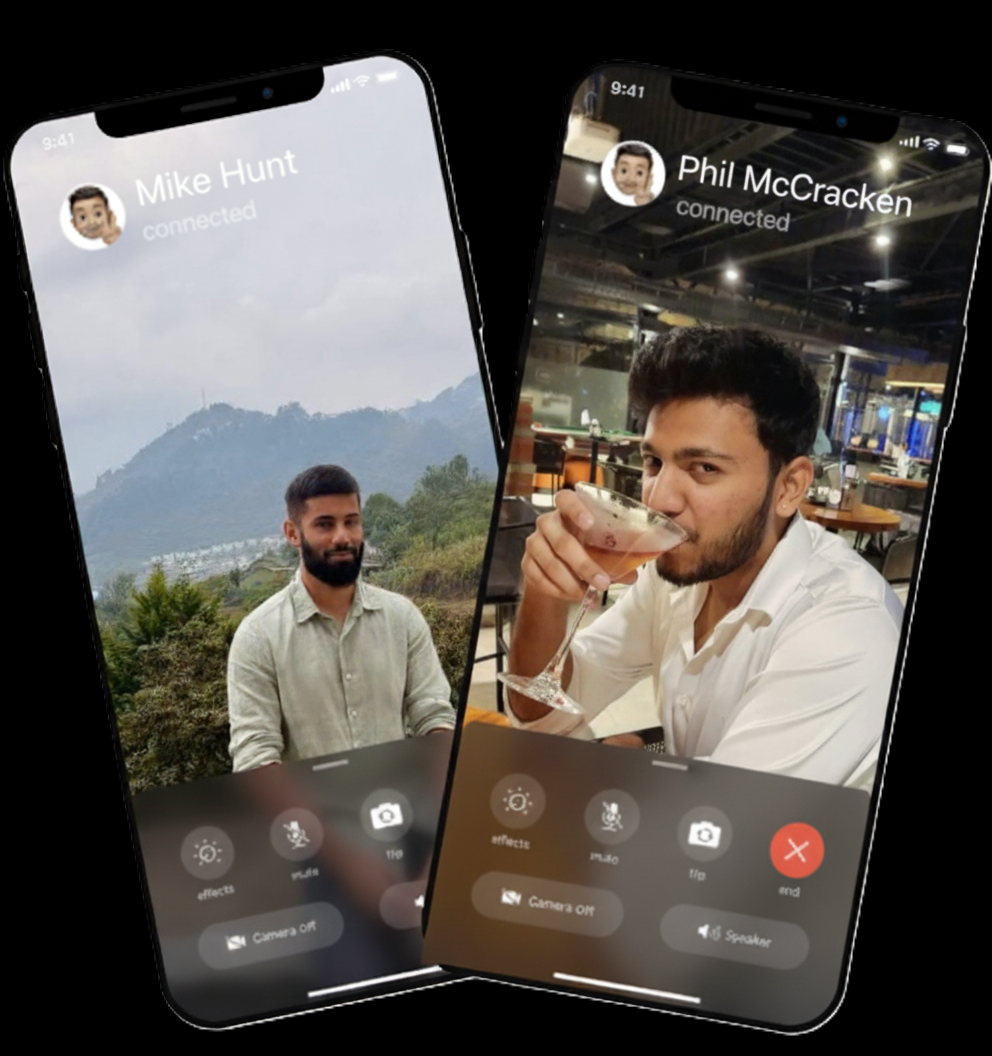 9:41
Mike Hunt
connected
effects
mute
flip
Camera Off
9:41
Phil McCracken
connected
effects
mute
flip
end
Camera Off
Speaker